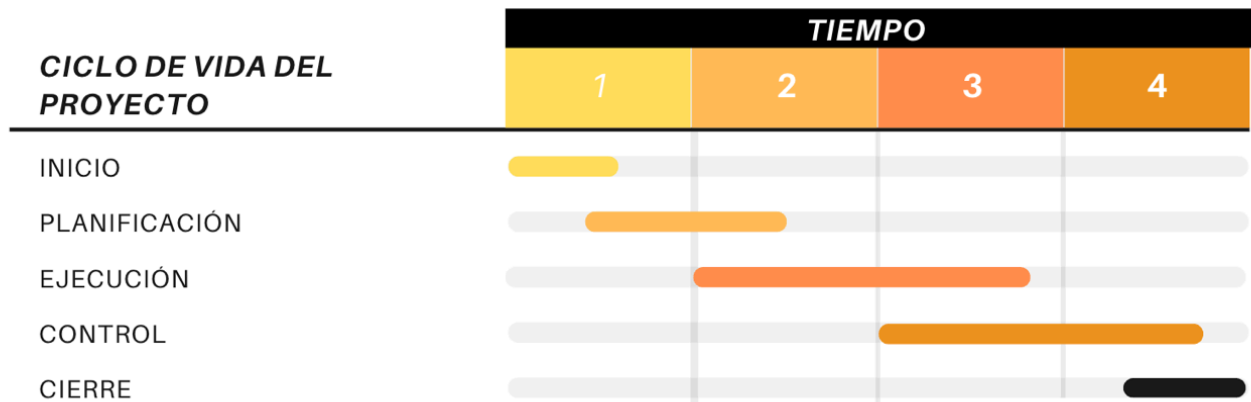 TIEMPO
CICLO DE VIDA DEL
PROYECTO
1 2 3 4
INICIO
PLANIFICACIÓN
EJECUCIÓN
CONTROL
CIERRE